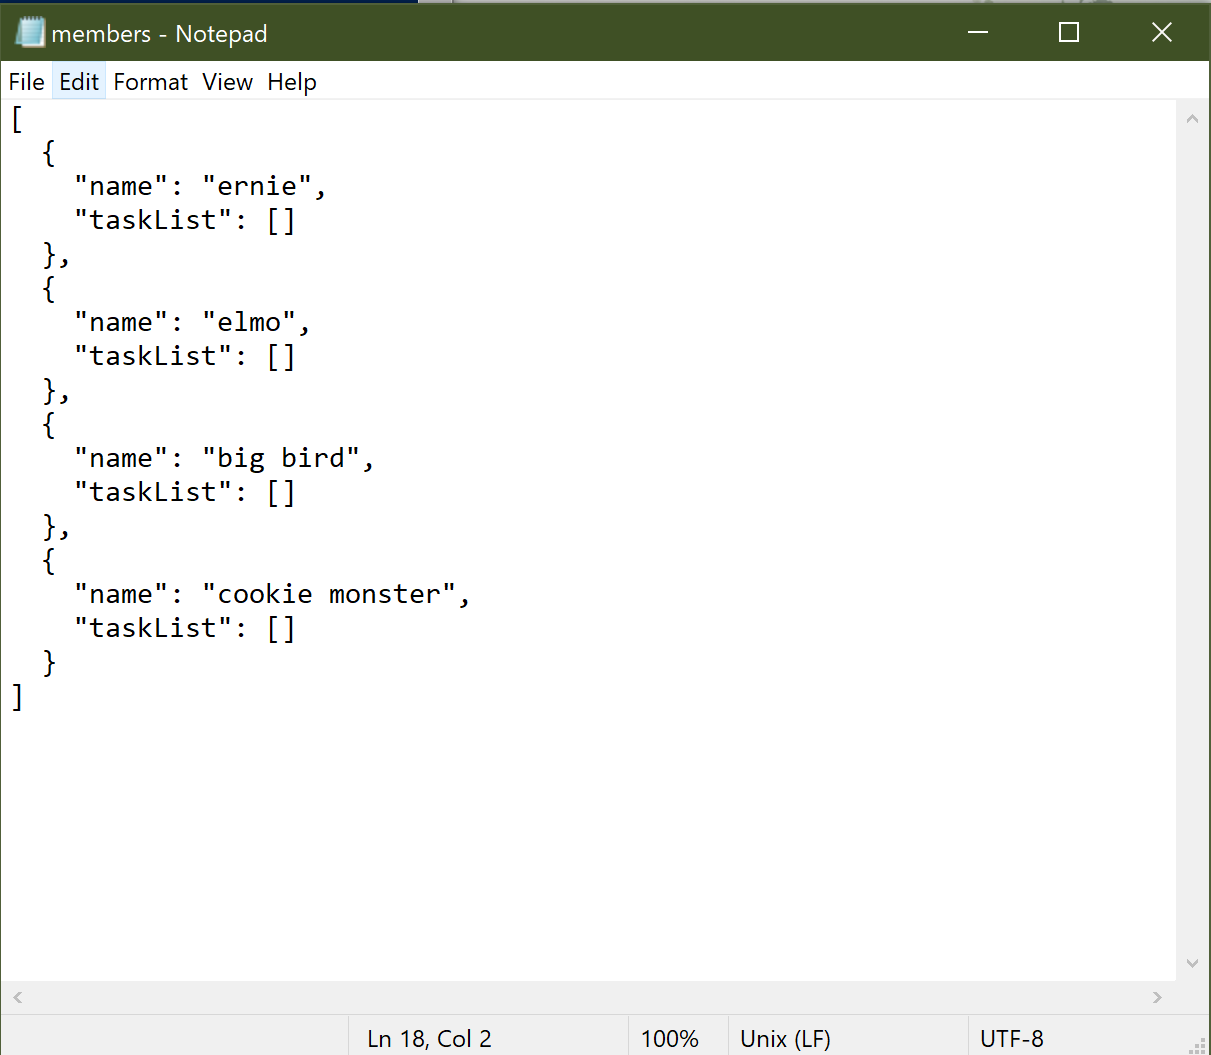 members - Notepad
File Edit Format View Help
[
  {
    "name": "ernie",
    "taskList": []
  },
  {
    "name": "elmo",
    "taskList": []
  },
  {
    "name": "big bird",
    "taskList": []
  },
  {
    "name": "cookie monster",
    "taskList": []
  }
]
Ln 18, Col 2 100% Unix (LF) UTF-8